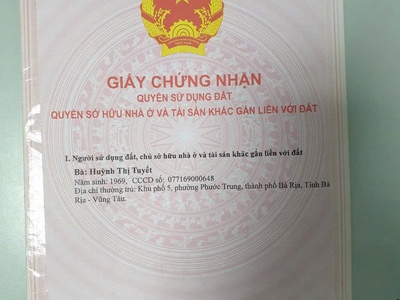 GIẤY CHỨNG NHẬN
QUYỀN SỬ DỤNG ĐẤT
QUYỀN SỞ HỮU NHÀ Ở VÀ TÀI SẢN KHÁC GẮN LIỀN VỚI ĐẤT
I. Người sử dụng đất, chủ sở hữu nhà ở và tài sản khác gắn liền với đất
Bà: Huỳnh Thị Tuyết
Năm sinh: 1969, CCCD số: 077169000648
Địa chỉ thường trú: Khu phố 5, phường Phước Trung, thành phố Bà Rịa, Tỉnh Bà
Rịa - Vũng Tàu.